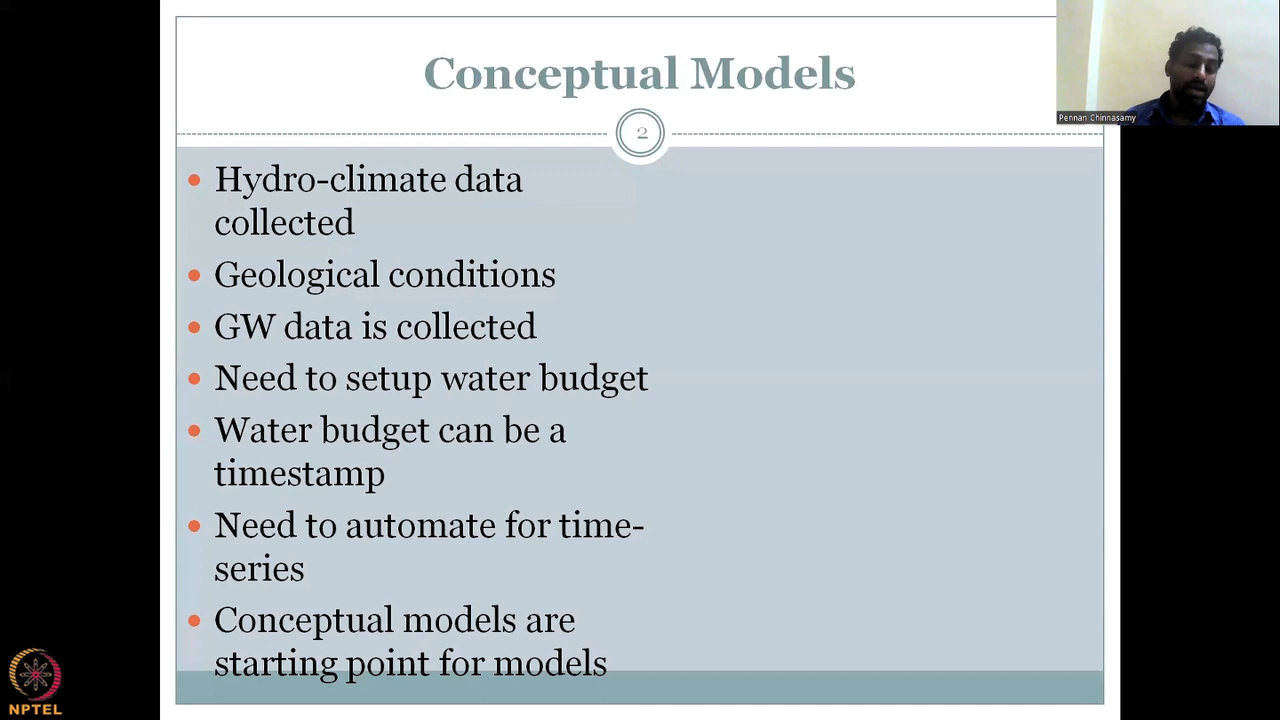 Conceptual Models
2
Pennan Chinnasamy
• Hydro-climate data
collected
• Geological conditions
• GW data is collected
• Need to setup water budget
• Water budget can be a
timestamp
• Need to automate for time-
series
• Conceptual models are
starting point for models
NPTEL